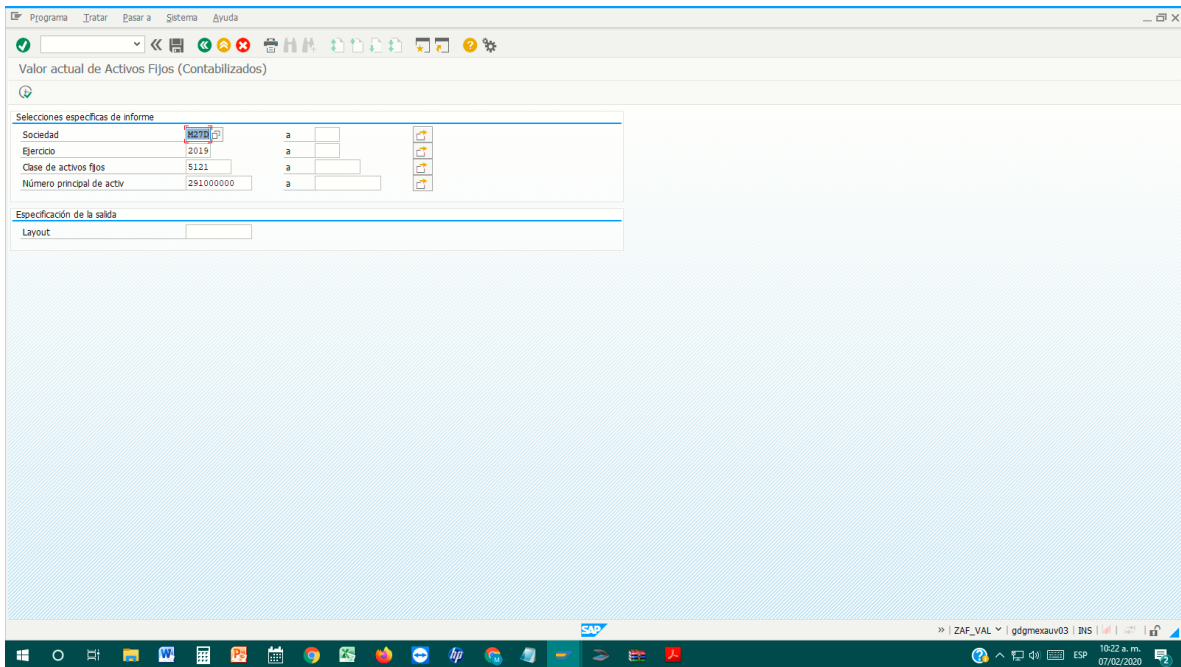 Programa Tratar Pasar a Sistema Ayuda
Valor actual de Activos Fijos (Contabilizados)
Selecciones específicas de informe
Sociedad M27D a
Ejercicio 2019 a
Clase de activos fijos 5121 a
Número principal de activ 291000000 a
Especificación de la salida
Layout
SAP
» ZAF_VAL gdgmexauv03 INS
ESP 10:22 a. m.
07/02/2020